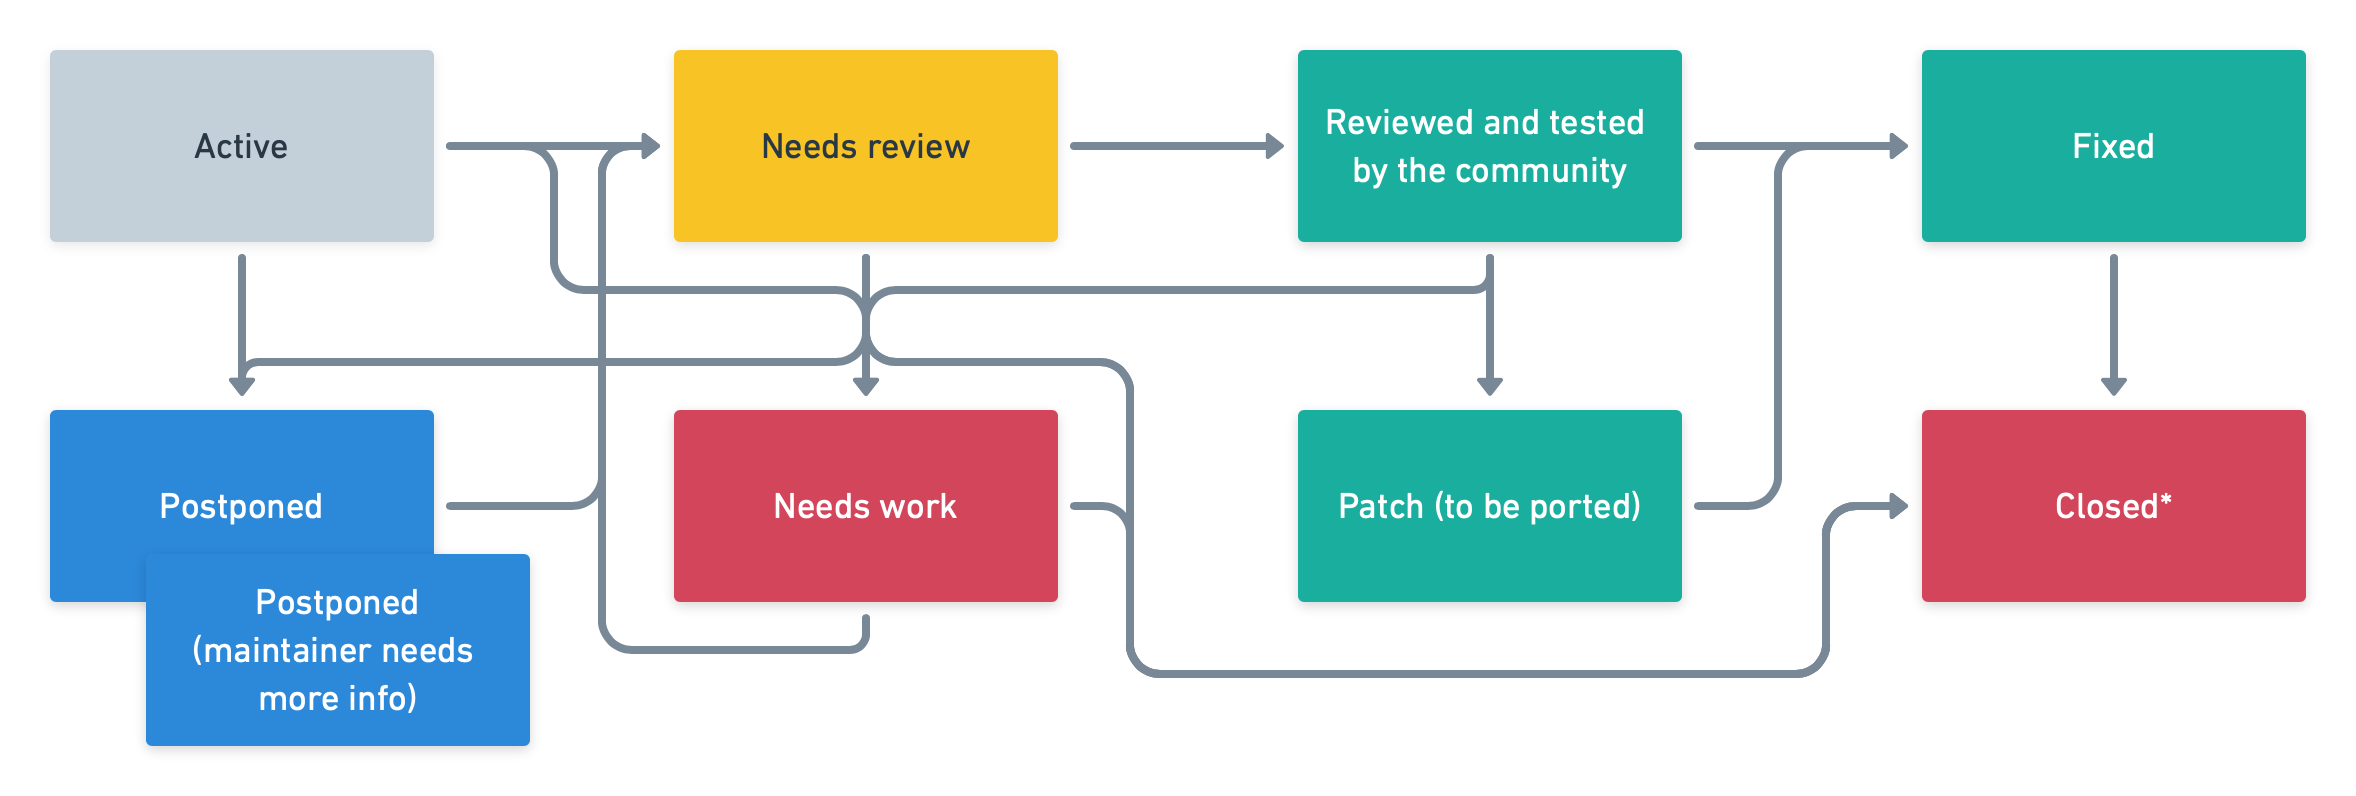 Active
Needs review
Reviewed and tested
by the community
Fixed
Postponed
Needs work
Patch (to be ported)
Closed*
Postponed
(maintainer needs
more info)